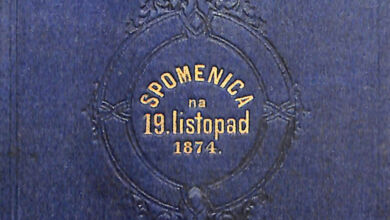 SPOMENICA
na
19. listopad
1874.